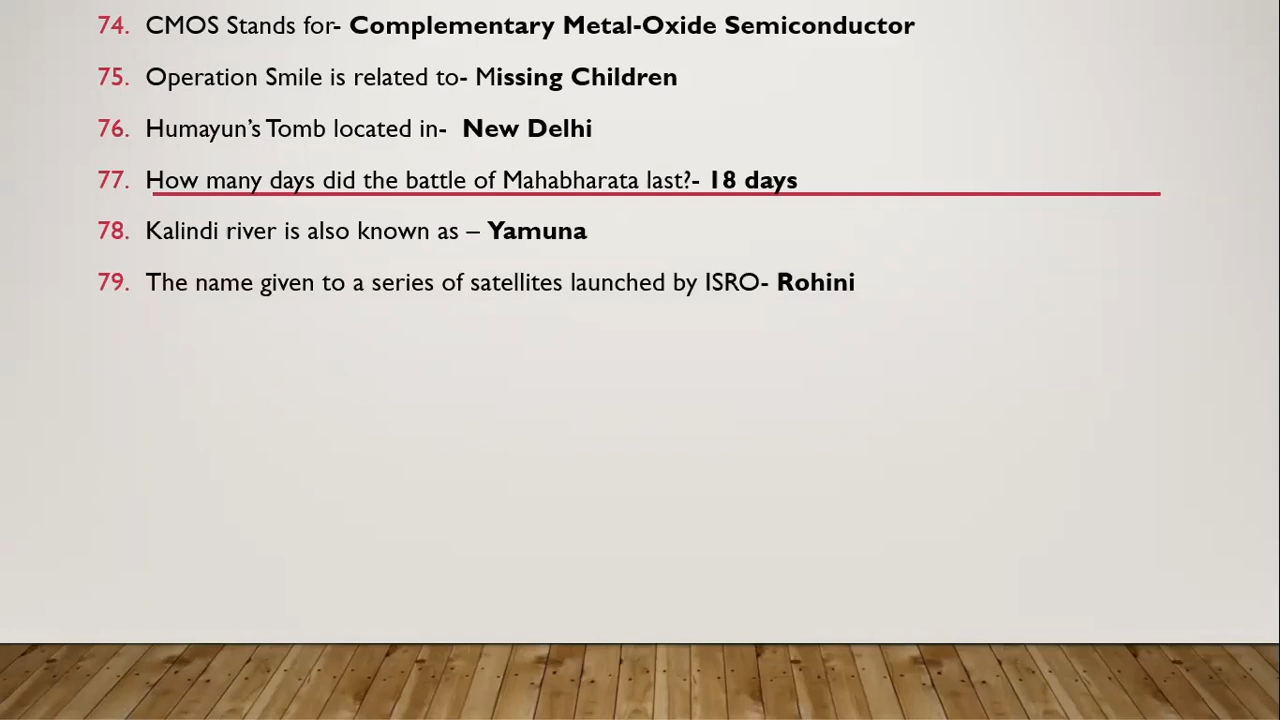 74. CMOS Stands for- Complementary Metal-Oxide Semiconductor
75. Operation Smile is related to- Missing Children
76. Humayun's Tomb located in- New Delhi
77. How many days did the battle of Mahabharata last?- 18 days
78. Kalindi river is also known as – Yamuna
79. The name given to a series of satellites launched by ISRO- Rohini